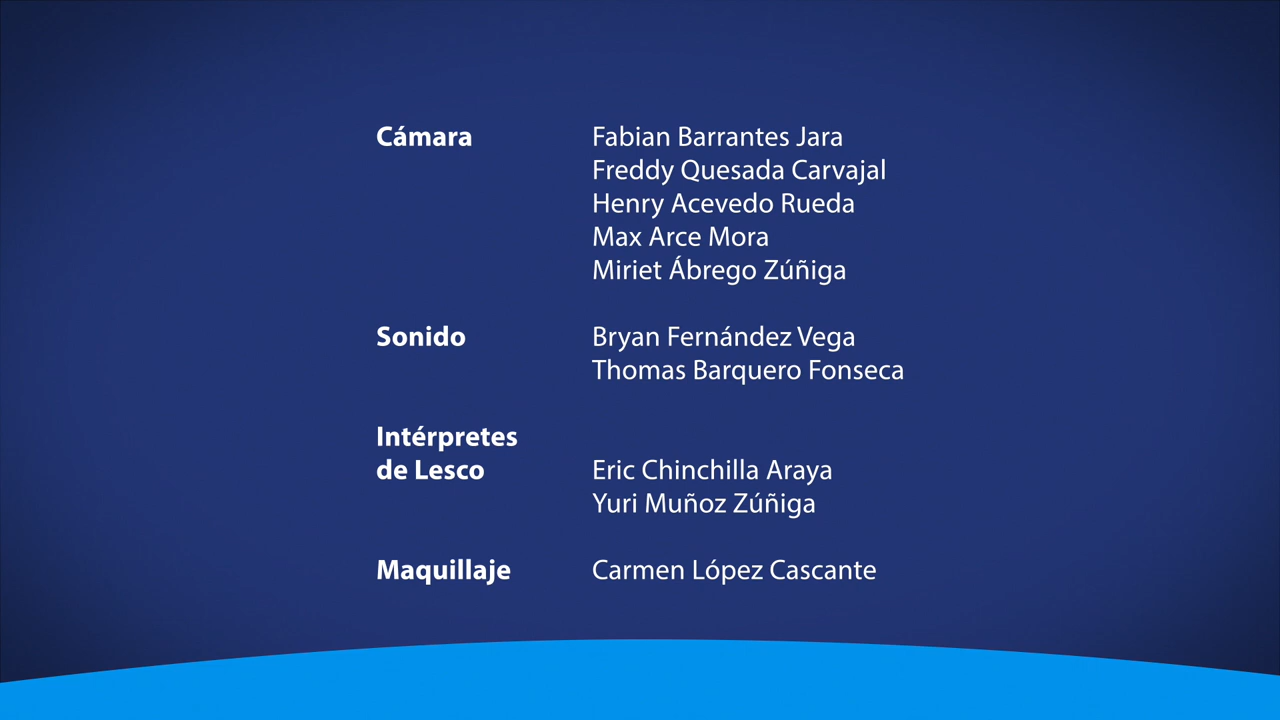 Cámara Fabian Barrantes Jara
Freddy Quesada Carvajal
Henry Acevedo Rueda
Max Arce Mora
Miriet Ábrego Zúñiga
Sonido Bryan Fernández Vega
Thomas Barquero Fonseca
Intérpretes
de Lesco Eric Chinchilla Araya
Yuri Muñoz Zúñiga
Maquillaje Carmen López Cascante